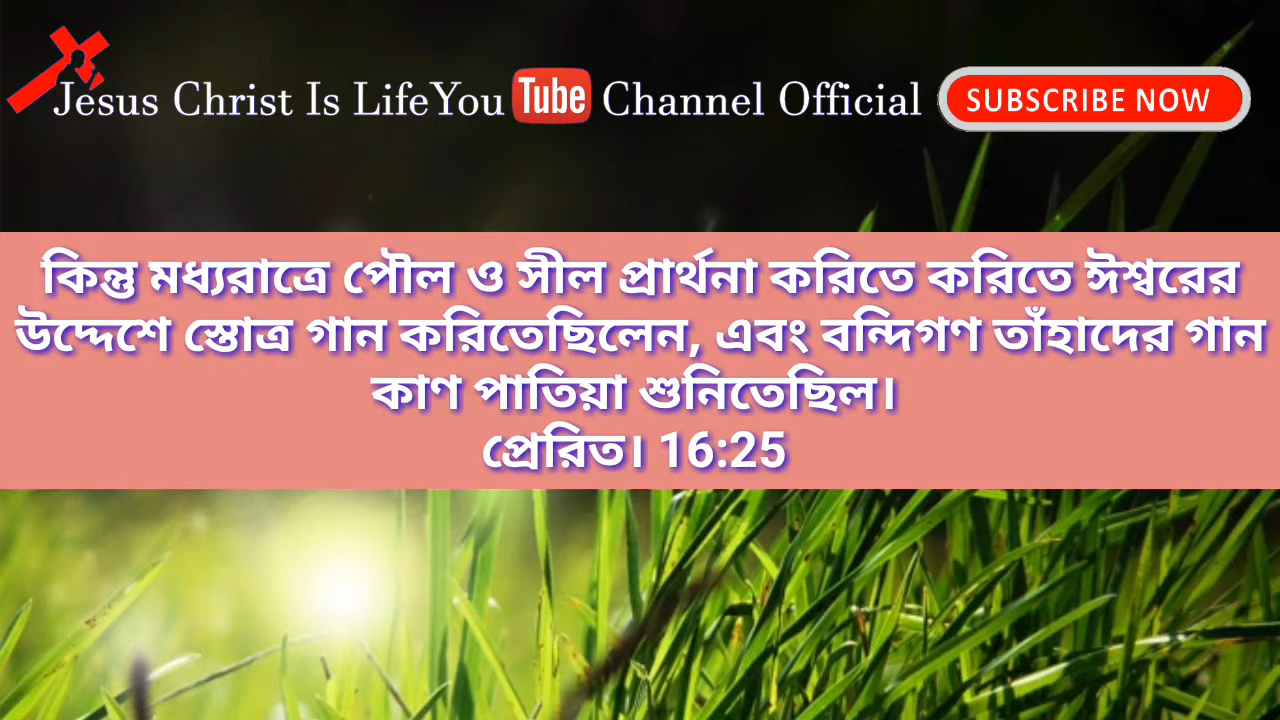 Jesus Christ Is LifeYou Tube Channel Official SUBSCRIBE NOW
কিন্তু মধ্যরাত্রে পৌল ও সীল প্রার্থনা করিতে করিতে ঈশ্বরের
উদ্দেশে স্তোত্র গান করিতেছিলেন, এবং বন্দিগণ তাঁহাদের গান
কাণ পাতিয়া শুনিতেছিল।
প্রেরিত। 16:25